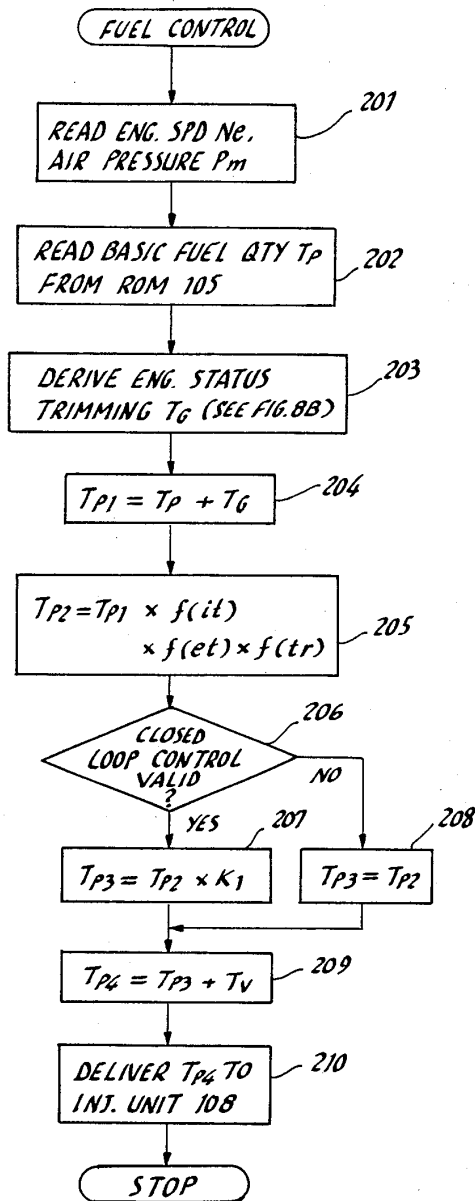 FUEL CONTROL
201
READ ENG. SPD Ne,
AIR PRESSURE Pm
READ BASIC FUEL QTY TP
FROM ROM 105
202
203
DERIVE ENG. STATUS
TRIMMING TG (SEE FIG. 8B)
204
TP1 = TP + TG
TP2 = TP1 × f(it)
× f(et) × f(tr)
205
206
CLOSED
LOOP CONTROL
VALID
?
NO
YES
207
208
TP3 = TP2 × K1
TP3 = TP2
TP4 = TP3 + TV
209
DELIVER TP4 TO
INJ. UNIT 108
210
STOP